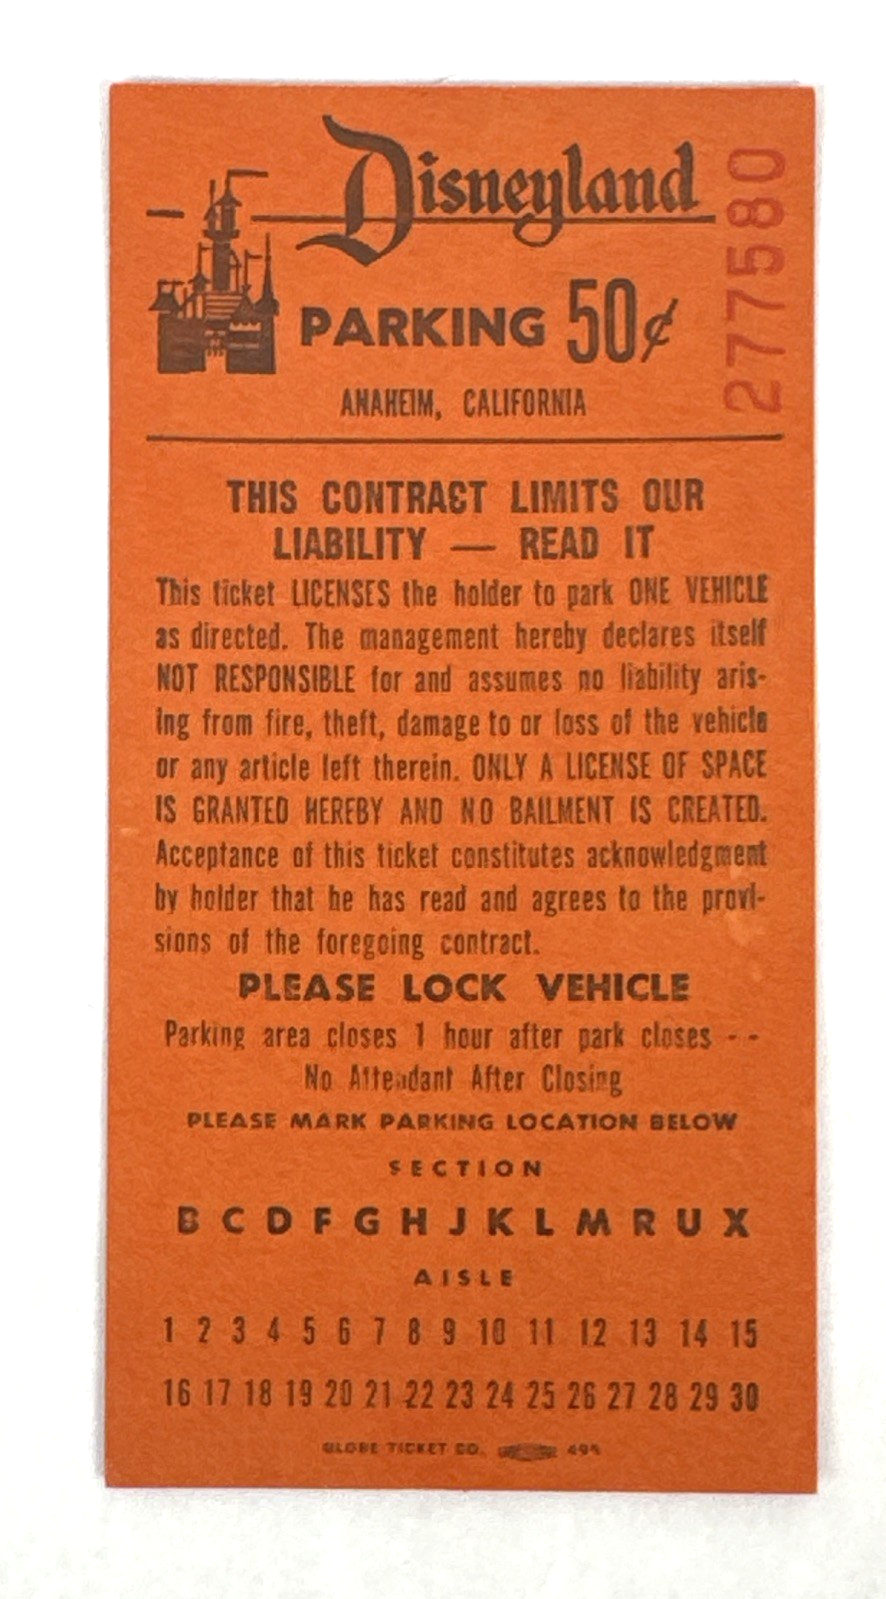 Disneyland
PARKING 50¢
ANAHEIM, CALIFORNIA
277580
THIS CONTRACT LIMITS OUR
LIABILITY — READ IT
This ticket LICENSES the holder to park ONE VEHICLE
as directed. The management hereby declares itself
NOT RESPONSIBLE for and assumes no liability aris-
ing from fire, theft, damage to or loss of the vehicle
or any article left therein. ONLY A LICENSE OF SPACE
IS GRANTED HEREBY AND NO BAILMENT IS CREATED.
Acceptance of this ticket constitutes acknowledgment
by holder that he has read and agrees to the provi-
sions of the foregoing contract.
PLEASE LOCK VEHICLE
Parking area closes 1 hour after park closes - -
No Attendant After Closing
PLEASE MARK PARKING LOCATION BELOW
SECTION
B C D F G H J K L M R U X
AISLE
1 2 3 4 5 6 7 8 9 10 11 12 13 14 15
16 17 18 19 20 21 22 23 24 25 26 27 28 29 30
GLOBE TICKET CO.